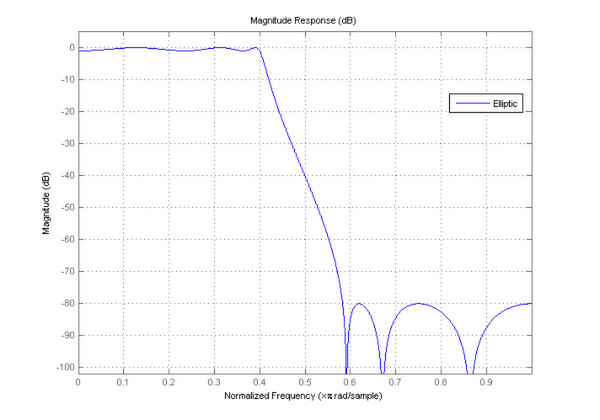 Magnitude Response (dB)
0
-10
-20
-30
-40
-50
-60
-70
-80
-90
-100
Magnitude (dB)
Elliptic
0 0.1 0.2 0.3 0.4 0.5 0.6 0.7 0.8 0.9
Normalized Frequency (×π rad/sample)